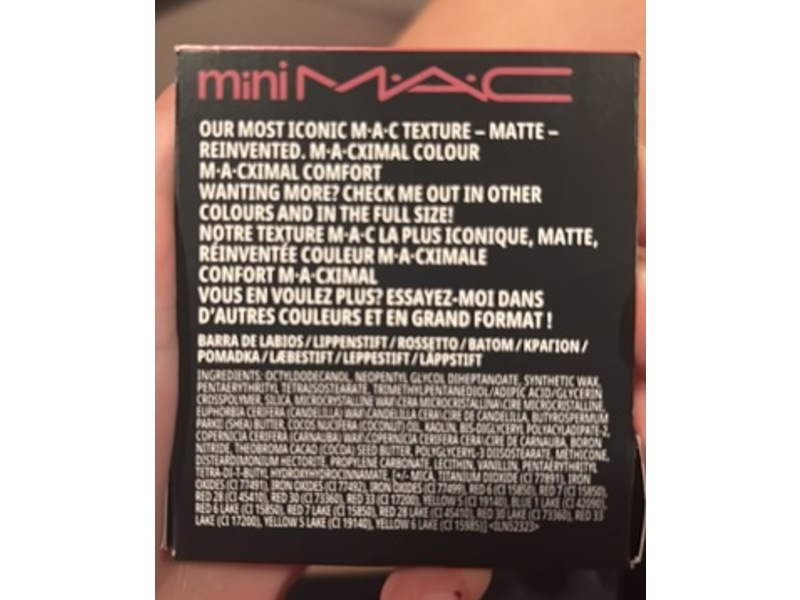 mini M·A·C
OUR MOST ICONIC M·A·C TEXTURE – MATTE –
REINVENTED. M·A·CXIMAL COLOUR
M·A·CXIMAL COMFORT
WANTING MORE? CHECK ME OUT IN OTHER
COLOURS AND IN THE FULL SIZE!
NOTRE TEXTURE M·A·C LA PLUS ICONIQUE, MATTE,
RÉINVENTÉE COULEUR M·A·CXIMALE
CONFORT M·A·CXIMAL
VOUS EN VOULEZ PLUS? ESSAYEZ-MOI DANS
D'AUTRES COULEURS ET EN GRAND FORMAT !
BARRA DE LABIOS / LIPPENSTIFT / ROSSETTO / BATOM / ΚΡΑΓΙΟΝ /
POMADKA / LÆBESTIFT / LEPPESTIFT / LÄPPSTIFT
INGREDIENTS: OCTYLDODECANOL, NEOPENTYL GLYCOL DIHEPTANOATE, SYNTHETIC WAX,
PENTAERYTHRITYL TETRAISOSTEARATE, TRIMETHYLPENTANEDIOL/ADIPIC ACID/GLYCERIN
CROSSPOLYMER, SILICA, MICROCRYSTALLINE WAX\CERA MICROCRISTALLINA\CIRE MICROCRISTALLINE,
EUPHORBIA CERIFERA (CANDELILLA) WAX\CANDELILLA CERA\CIRE DE CANDELILLA, BUTYROSPERMUM
PARKII (SHEA) BUTTER, COCOS NUCIFERA (COCONUT) OIL, KAOLIN, BIS-DIGLYCERYL POLYACYLADIPATE-2,
COPERNICIA CERIFERA (CARNAUBA) WAX\COPERNICIA CERIFERA CERA\CIRE DE CARNAUBA, BORON
NITRIDE, THEOBROMA CACAO (COCOA) SEED BUTTER, POLYGLYCERYL-3 DIISOSTEARATE, METHICONE,
DISTEARDIMONIUM HECTORITE, PROPYLENE CARBONATE, LECITHIN, VANILLIN, PENTAERYTHRITYL
TETRA-DI-T-BUTYL HYDROXYHYDROCINNAMATE, [+/- MICA, TITANIUM DIOXIDE (CI 77891), IRON
OXIDES (CI 77491), IRON OXIDES (CI 77492), IRON OXIDES (CI 77499), RED 6 (CI 15850), RED 7 (CI 15850),
RED 28 (CI 45410), RED 30 (CI 73360), RED 33 (CI 17200), YELLOW 5 (CI 19140), BLUE 1 LAKE (CI 42090),
RED 6 LAKE (CI 15850), RED 7 LAKE (CI 15850), RED 28 LAKE (CI 45410), RED 30 LAKE (CI 73360), RED 33
LAKE (CI 17200), YELLOW 5 LAKE (CI 19140), YELLOW 6 LAKE (CI 15985)] <ILN52323>